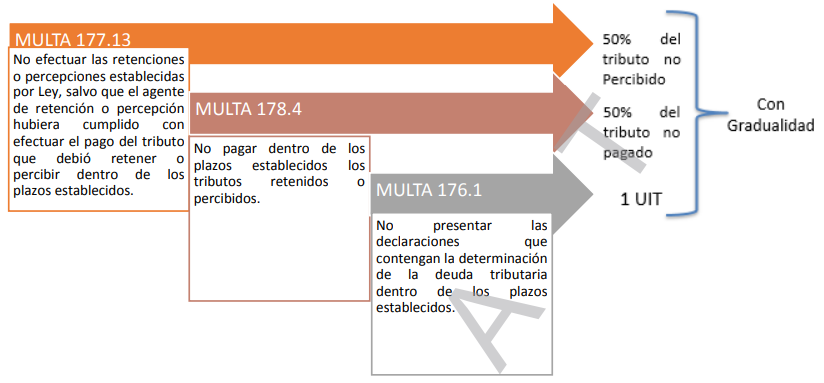 MULTA 177.13
No efectuar las retenciones
o percepciones establecidas
por Ley, salvo que el agente
de retención o percepción
hubiera cumplido con
efectuar el pago del tributo
que debió retener o
percibir dentro de los
plazos establecidos.
50% del
tributo no
Percibido
MULTA 178.4
No pagar dentro de los
plazos establecidos los
tributos retenidos o
percibidos.
50% del
tributo no
pagado
MULTA 176.1
No presentar las
declaraciones que
contengan la determinación
de la deuda tributaria
dentro de los plazos
establecidos.
1 UIT
Con
Gradualidad